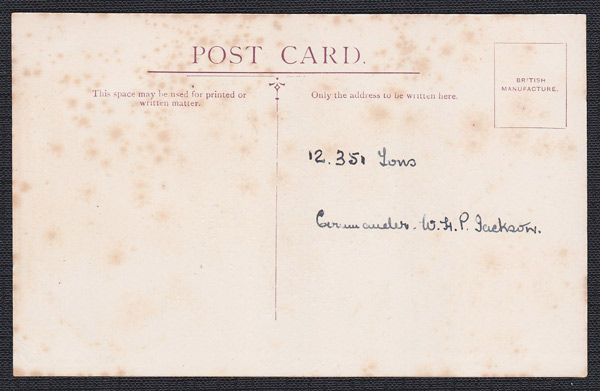 POST CARD.
This space may be used for printed or
written matter.
Only the address to be written here.
BRITISH
MANUFACTURE.
12.351 Tons
Commander. W.H.P. Jackson.